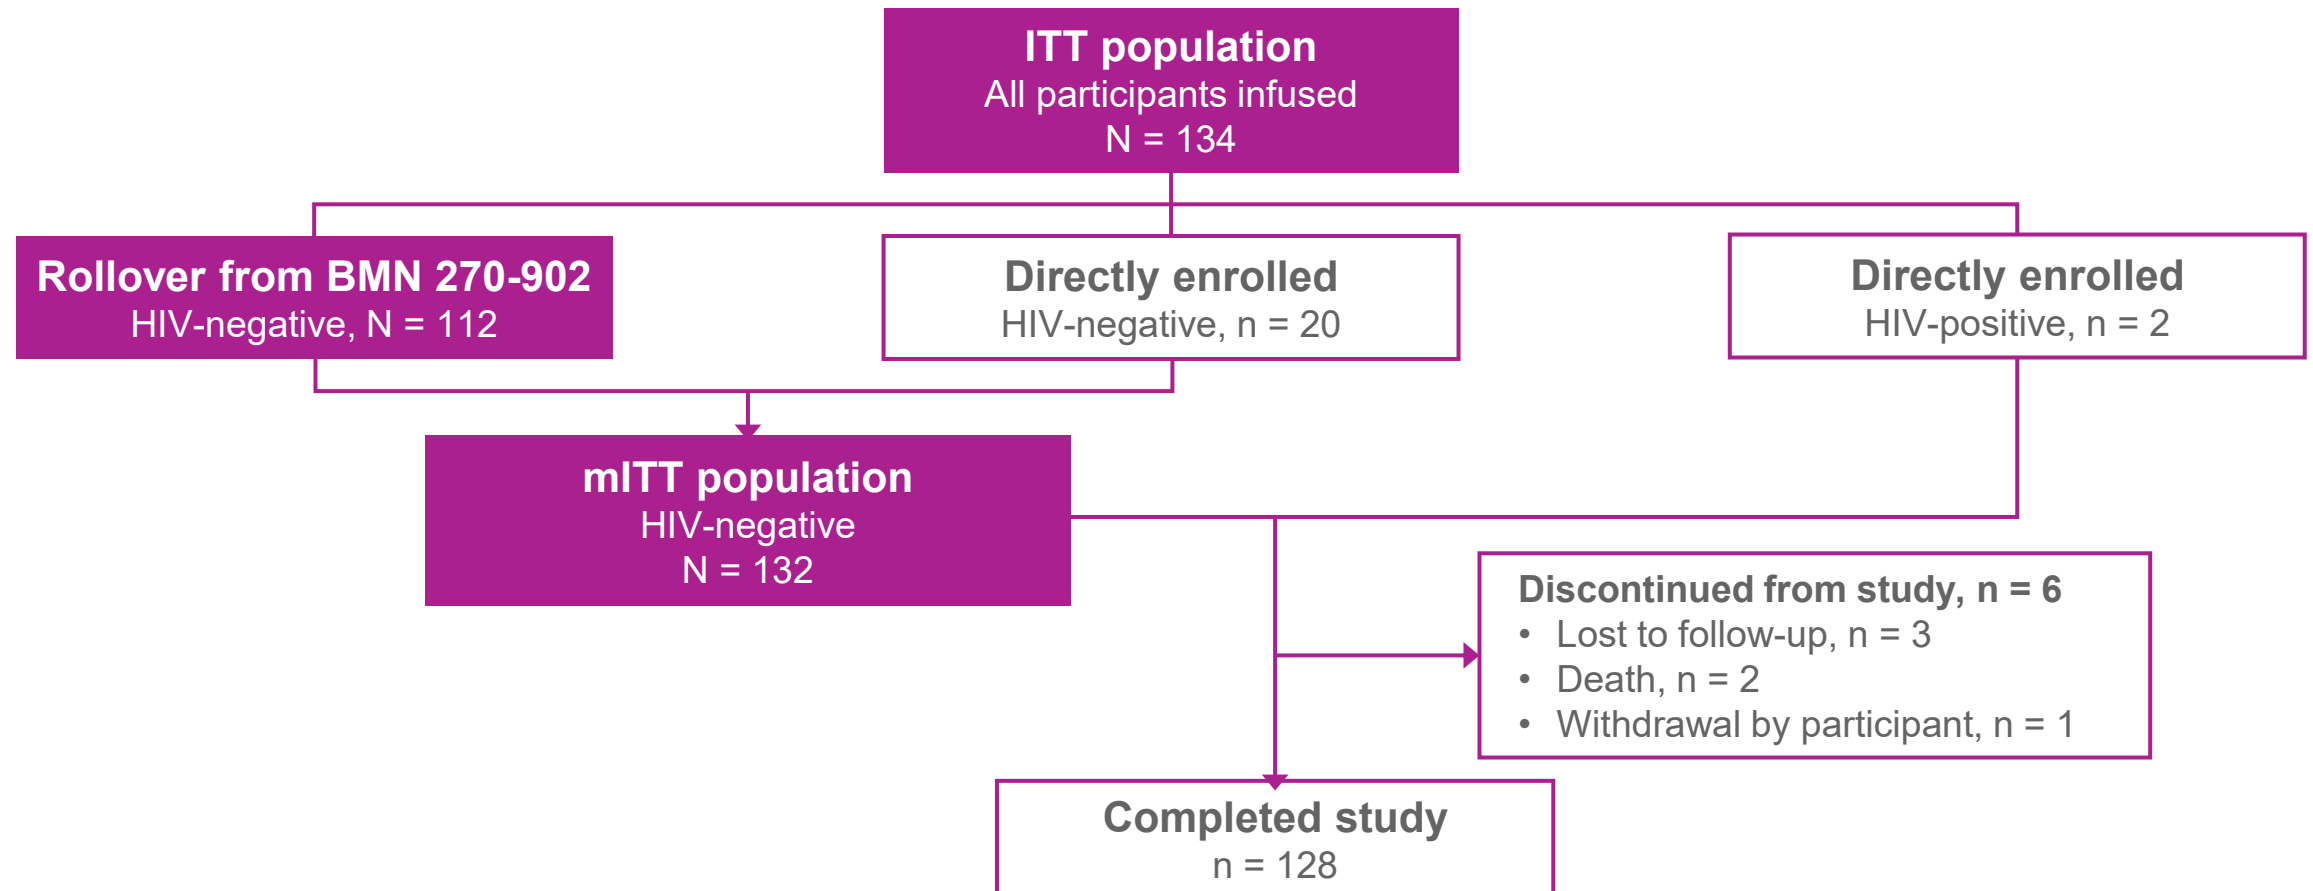 ITT population
All participants infused
N = 134
Rollover from BMN 270-902
HIV-negative, N = 112
Directly enrolled
HIV-negative, n = 20
Directly enrolled
HIV-positive, n = 2
mITT population
HIV-negative
N = 132
Discontinued from study, n = 6
• Lost to follow-up, n = 3
• Death, n = 2
• Withdrawal by participant, n = 1
Completed study
n = 128